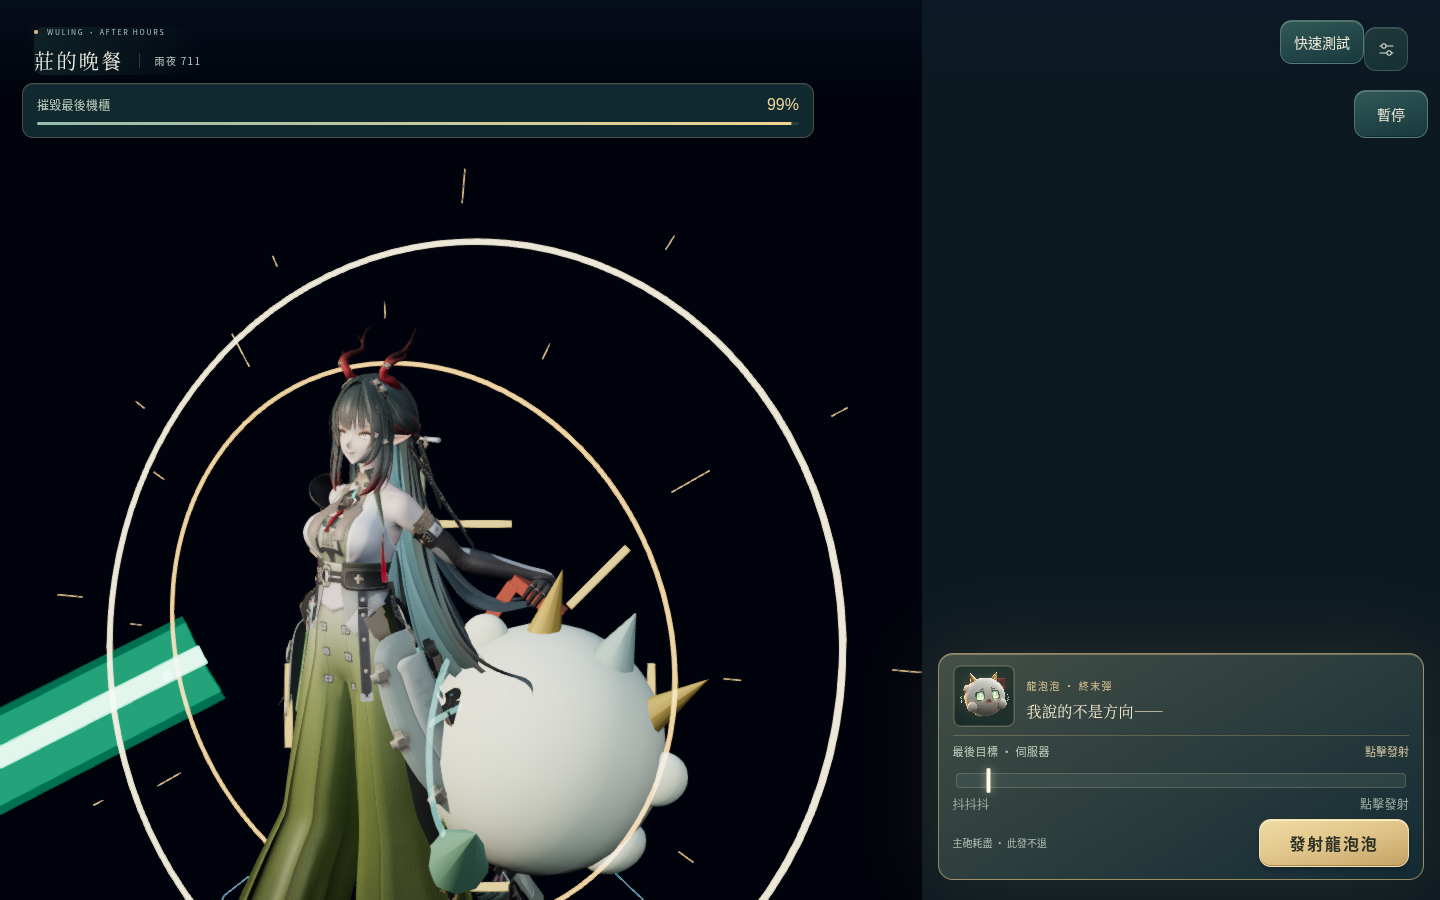 WULING · AFTER HOURS
莊的晚餐
雨夜 711
快速測試
摧毀最後機櫃
99%
暫停
龍泡泡 · 終末彈
我說的不是方向——
最後目標 · 伺服器
點擊發射
抖抖抖
點擊發射
主砲耗盡 · 此發不退
發射龍泡泡